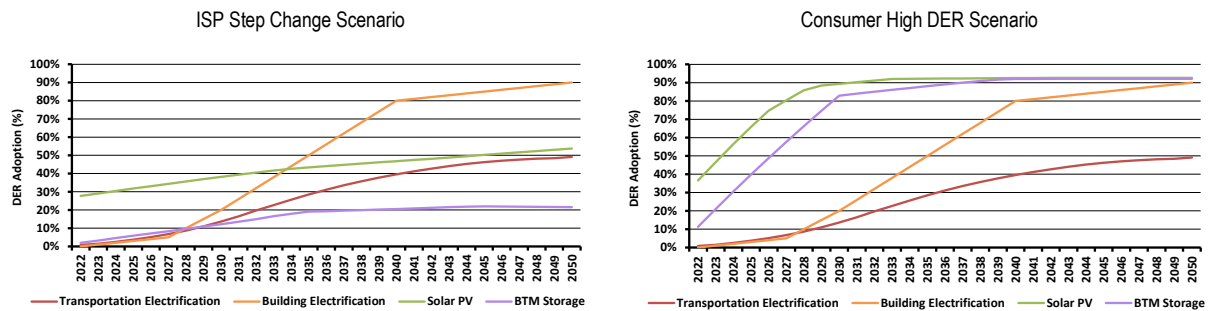 ISP Step Change Scenario
DER Adoption (%)
100%
90%
80%
70%
60%
50%
40%
30%
20%
10%
0%
2022 2023 2024 2025 2026 2027 2028 2029 2030 2031 2032 2033 2034 2035 2036 2037 2038 2039 2040 2041 2042 2043 2044 2045 2046 2047 2048 2049 2050
Transportation Electrification Building Electrification Solar PV BTM Storage
Consumer High DER Scenario
DER Adoption (%)
100%
90%
80%
70%
60%
50%
40%
30%
20%
10%
0%
2022 2023 2024 2025 2026 2027 2028 2029 2030 2031 2032 2033 2034 2035 2036 2037 2038 2039 2040 2041 2042 2043 2044 2045 2046 2047 2048 2049 2050
Transportation Electrification Building Electrification Solar PV BTM Storage